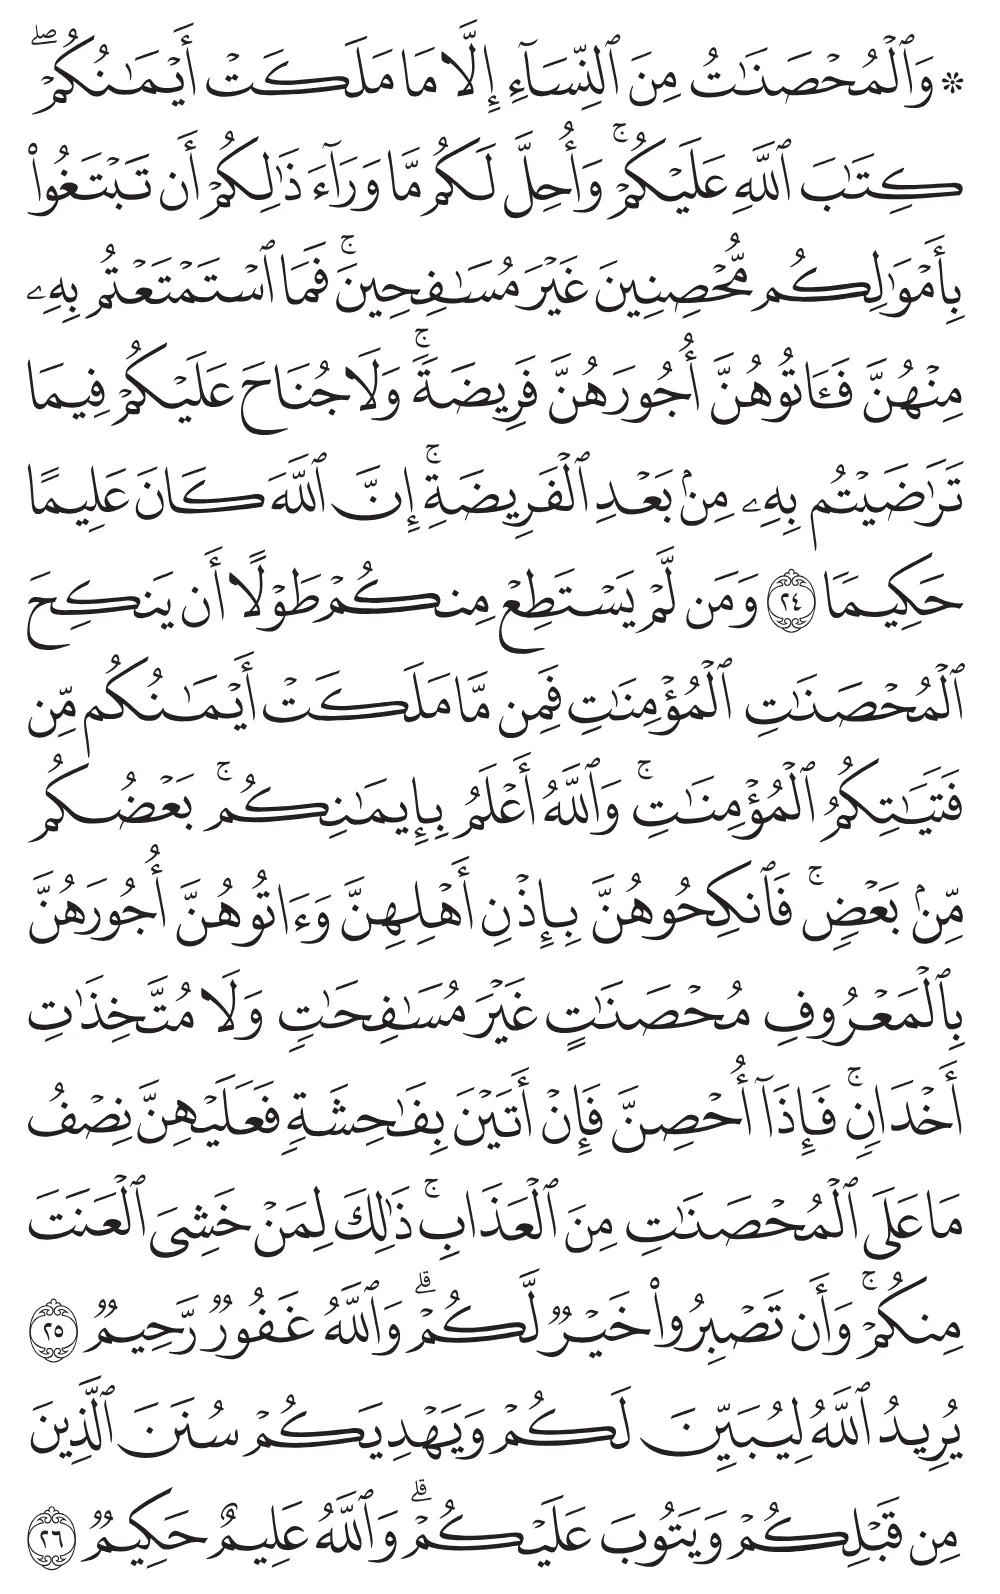 ۞ وَٱلۡمُحۡصَنَٰتُ مِنَ ٱلنِّسَآءِ إِلَّا مَا مَلَكَتۡ أَيۡمَٰنُكُمۡۖ
كِتَٰبَ ٱللَّهِ عَلَيۡكُمۡۚ وَأُحِلَّ لَكُم مَّا وَرَآءَ ذَٰلِكُمۡ أَن تَبۡتَغُواْ
بِأَمۡوَٰلِكُم مُّحۡصِنِينَ غَيۡرَ مُسَٰفِحِينَۚ فَمَا ٱسۡتَمۡتَعۡتُم بِهِۦ
مِنۡهُنَّ فَـَٔاتُوهُنَّ أُجُورَهُنَّ فَرِيضَةٗۚ وَلَا جُنَاحَ عَلَيۡكُمۡ فِيمَا
تَرَٰضَيۡتُم بِهِۦ مِنۢ بَعۡدِ ٱلۡفَرِيضَةِۚ إِنَّ ٱللَّهَ كَانَ عَلِيمًا
حَكِيمٗا ٢٤ وَمَن لَّمۡ يَسۡتَطِعۡ مِنكُمۡ طَوۡلًا أَن يَنكِحَ
ٱلۡمُحۡصَنَٰتِ ٱلۡمُؤۡمِنَٰتِ فَمِن مَّا مَلَكَتۡ أَيۡمَٰنُكُم مِّن
فَتَيَٰتِكُمُ ٱلۡمُؤۡمِنَٰتِۚ وَٱللَّهُ أَعۡلَمُ بِإِيمَٰنِكُمۚ بَعۡضُكُم
مِّنۢ بَعۡضٖۚ فَٱنكِحُوهُنَّ بِإِذۡنِ أَهۡلِهِنَّ وَءَاتُوهُنَّ أُجُورَهُنَّ
بِٱلۡمَعۡرُوفِ مُحۡصَنَٰتٍ غَيۡرَ مُسَٰفِحَٰتٖ وَلَا مُتَّخِذَٰتِ
أَخۡدَانٖۚ فَإِذَآ أُحۡصِنَّ فَإِنۡ أَتَيۡنَ بِفَٰحِشَةٖ فَعَلَيۡهِنَّ نِصۡفُ
مَا عَلَى ٱلۡمُحۡصَنَٰتِ مِنَ ٱلۡعَذَابِۚ ذَٰلِكَ لِمَنۡ خَشِيَ ٱلۡعَنَتَ
مِنكُمۡۚ وَأَن تَصۡبِرُواْ خَيۡرٞ لَّكُمۡۗ وَٱللَّهُ غَفُورٞ رَّحِيمٞ ٢٥
يُرِيدُ ٱللَّهُ لِيُبَيِّنَ لَكُمۡ وَيَهۡدِيَكُمۡ سُنَنَ ٱلَّذِينَ
مِن قَبۡلِكُمۡ وَيَتُوبَ عَلَيۡكُمۡۗ وَٱللَّهُ عَلِيمٌ حَكِيمٞ ٢٦